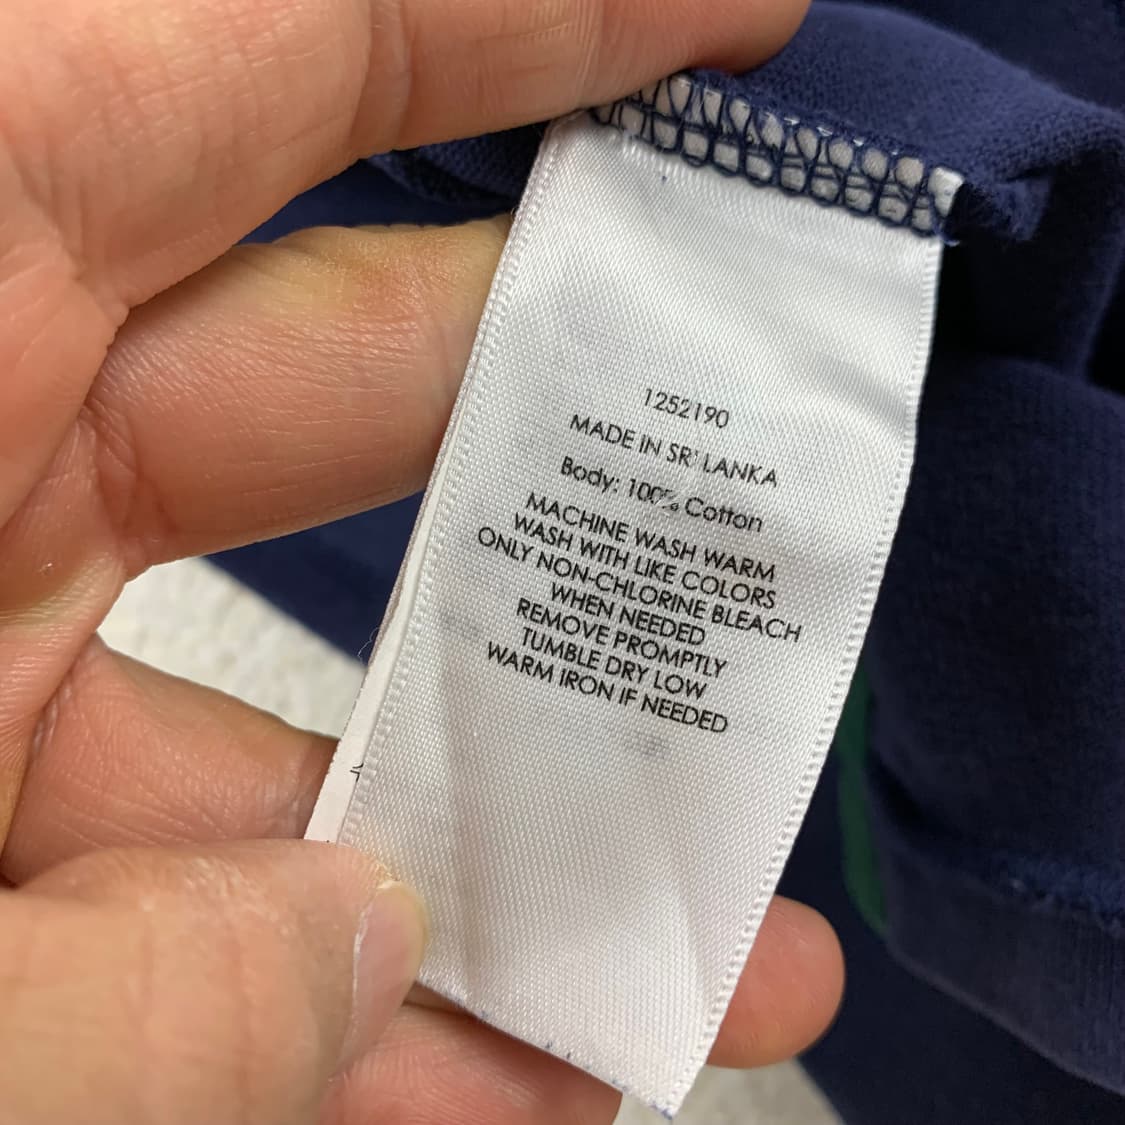 1252190
MADE IN SRI LANKA
Body: 100% Cotton
MACHINE WASH WARM
WASH WITH LIKE COLORS
ONLY NON-CHLORINE BLEACH
WHEN NEEDED
REMOVE PROMPTLY
TUMBLE DRY LOW
WARM IRON IF NEEDED